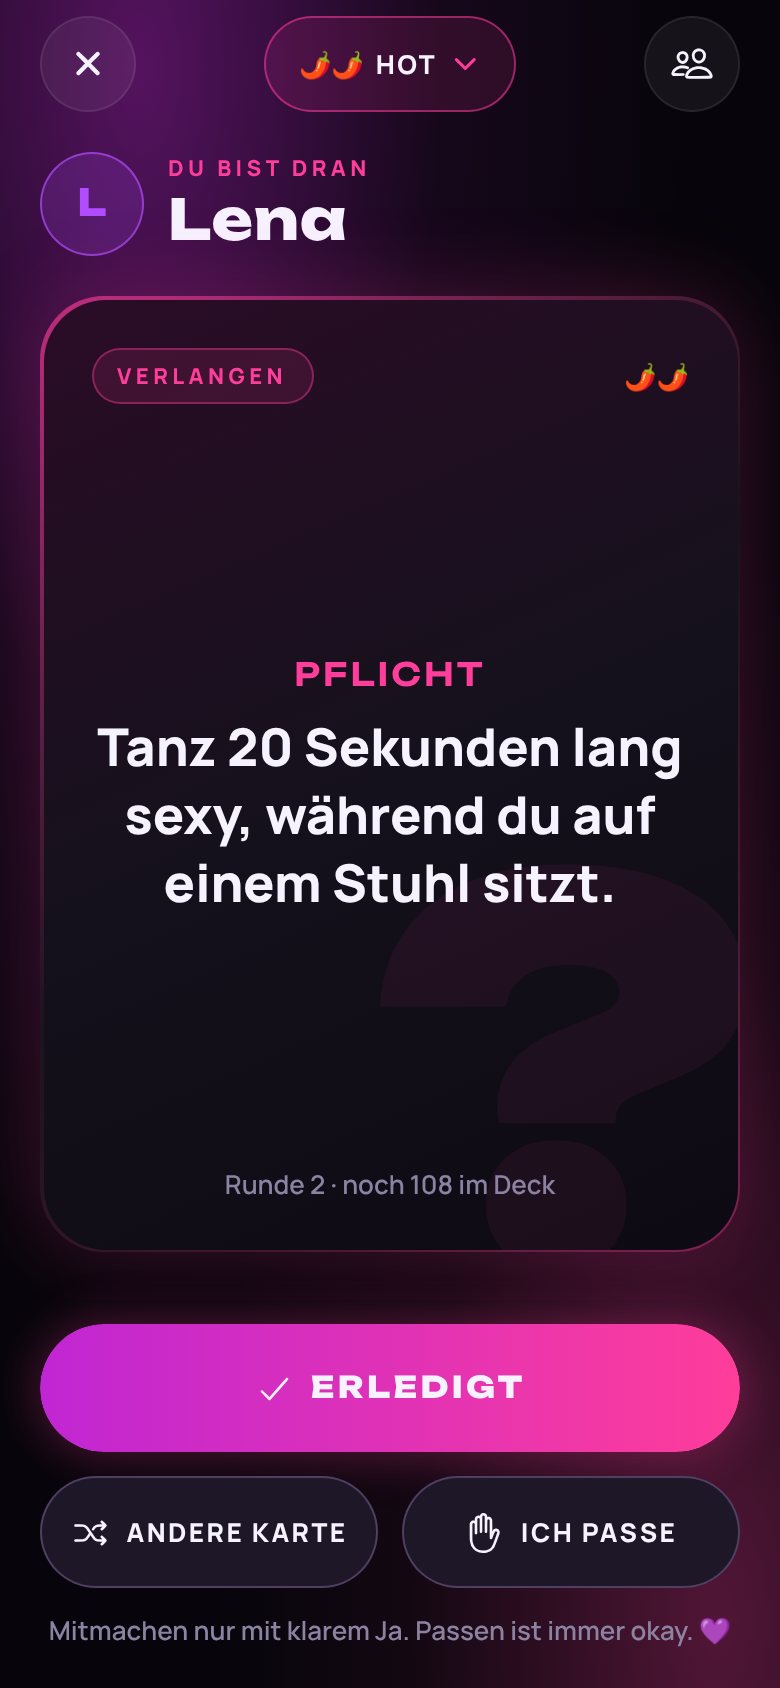 🌶️🌶️ HOT
DU BIST DRAN
L
Lena
VERLANGEN
🌶️🌶️
PFLICHT
Tanz 20 Sekunden lang
sexy, während du auf
einem Stuhl sitzt.
?
Runde 2 · noch 108 im Deck
ERLEDIGT
ANDERE KARTE
ICH PASSE
Mitmachen nur mit klarem Ja. Passen ist immer okay. 💜